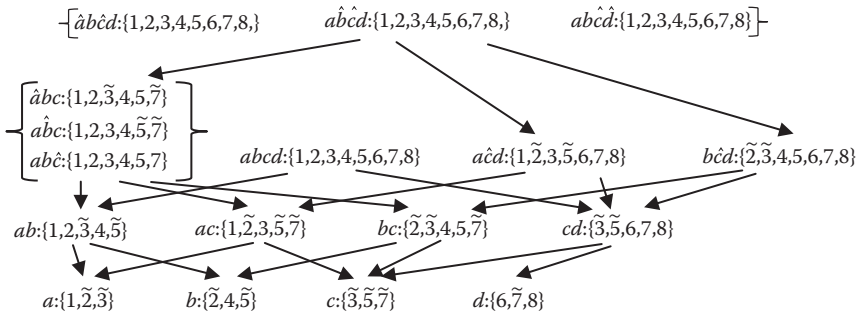 âbĉd:{1,2,3,4,5,6,7,8,} ab̂ĉd:{1,2,3,4,5,6,7,8,} abĉd̂:{1,2,3,4,5,6,7,8}
âbc:{1,2,3̃,4,5,7̃}
ab̂c:{1,2,3,4,5̃,7̃}
abĉ:{1,2,3,4,5,7}
abcd:{1,2,3,4,5,6,7,8} aĉd:{1,2̃,3,5̃,6,7,8} bĉd:{2̃,3̃,4,5,6,7,8}
ab:{1,2,3̃,4,5̃} ac:{1,2̃,3,5̃,7̃} bc:{2̃,3̃,4,5,7̃} cd:{3̃,5̃,6,7,8}
a:{1,2̃,3̃} b:{2̃,4,5̃} c:{3̃,5̃,7̃} d:{6,7̃,8}